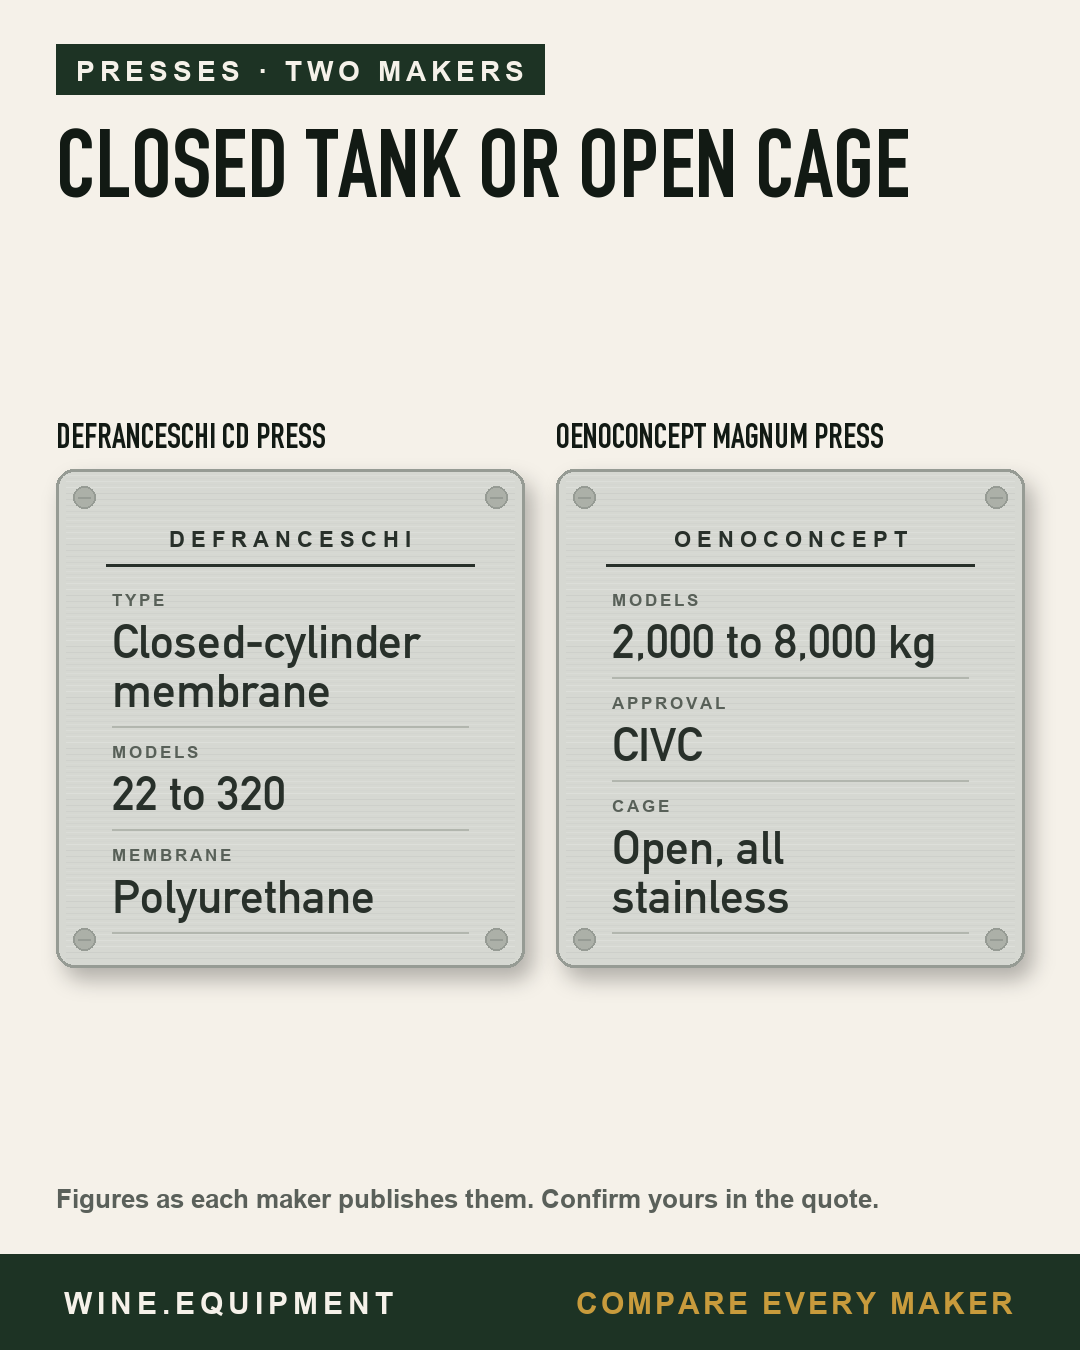 PRESSES · TWO MAKERS
CLOSED TANK OR OPEN CAGE
DEFRANCESCHI CD PRESS
DEFRANCESCHI
TYPE
Closed-cylinder
membrane
MODELS
22 to 320
MEMBRANE
Polyurethane
OENOCONCEPT MAGNUM PRESS
OENOCONCEPT
MODELS
2,000 to 8,000 kg
APPROVAL
CIVC
CAGE
Open, all
stainless
Figures as each maker publishes them. Confirm yours in the quote.
WINE.EQUIPMENT
COMPARE EVERY MAKER